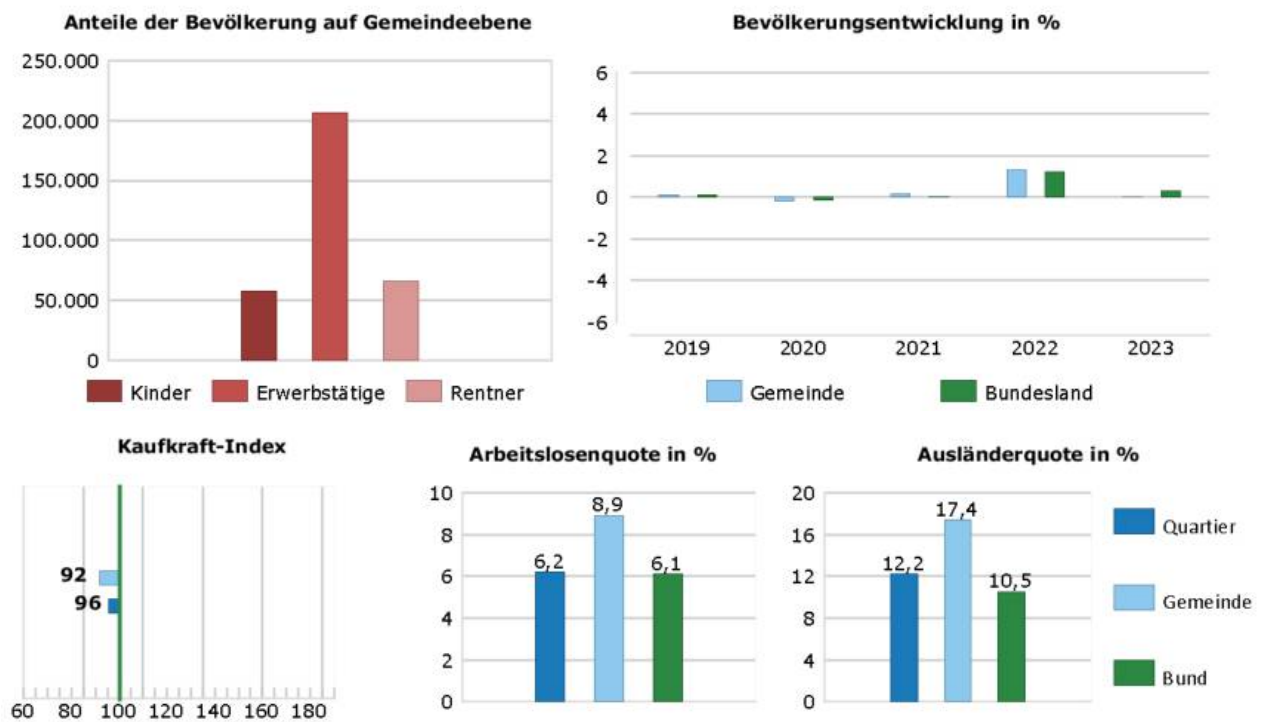 Anteile der Bevölkerung auf Gemeindeebene
250.000
200.000
150.000
100.000
50.000
0
Kinder Erwerbstätige Rentner
Bevölkerungsentwicklung in %
6
4
2
0
-2
-4
-6
2019 2020 2021 2022 2023
Gemeinde Bundesland
Kaufkraft-Index
92
96
60 80 100 120 140 160 180
Arbeitslosenquote in %
10
8
6
4
2
0
6,2 8,9 6,1
Ausländerquote in %
20
16
12
8
4
0
12,2 17,4 10,5
Quartier
Gemeinde
Bund